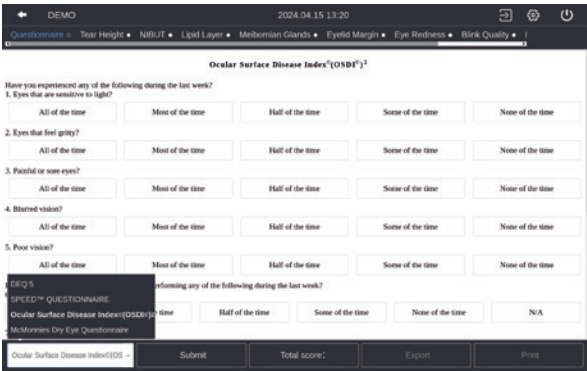 DEMO 2024.04.15 13:20
Questionnaire Tear Height NIBUT Lipid Layer Meibomian Glands Eyelid Margin Eye Redness Blink Quality
Ocular Surface Disease Index©(OSDI©)²
Have you experienced any of the following during the last week?
1. Eyes that are sensitive to light?
All of the time Most of the time Half of the time Some of the time None of the time
2. Eyes that feel gritty?
All of the time Most of the time Half of the time Some of the time None of the time
3. Painful or sore eyes?
All of the time Most of the time Half of the time Some of the time None of the time
4. Blurred vision?
All of the time Most of the time Half of the time Some of the time None of the time
5. Poor vision?
All of the time Most of the time Half of the time Some of the time None of the time
DEQ 5
erforming any of the following during the last week?
SPEED™ QUESTIONNAIRE
Ocular Surface Disease Index©(OSDI©)2
time Half of the time Some of the time None of the time N/A
McMonnies Dry Eye Questionnaire
Ocular Surface Disease Index©(OS Submit Total score: Export Print